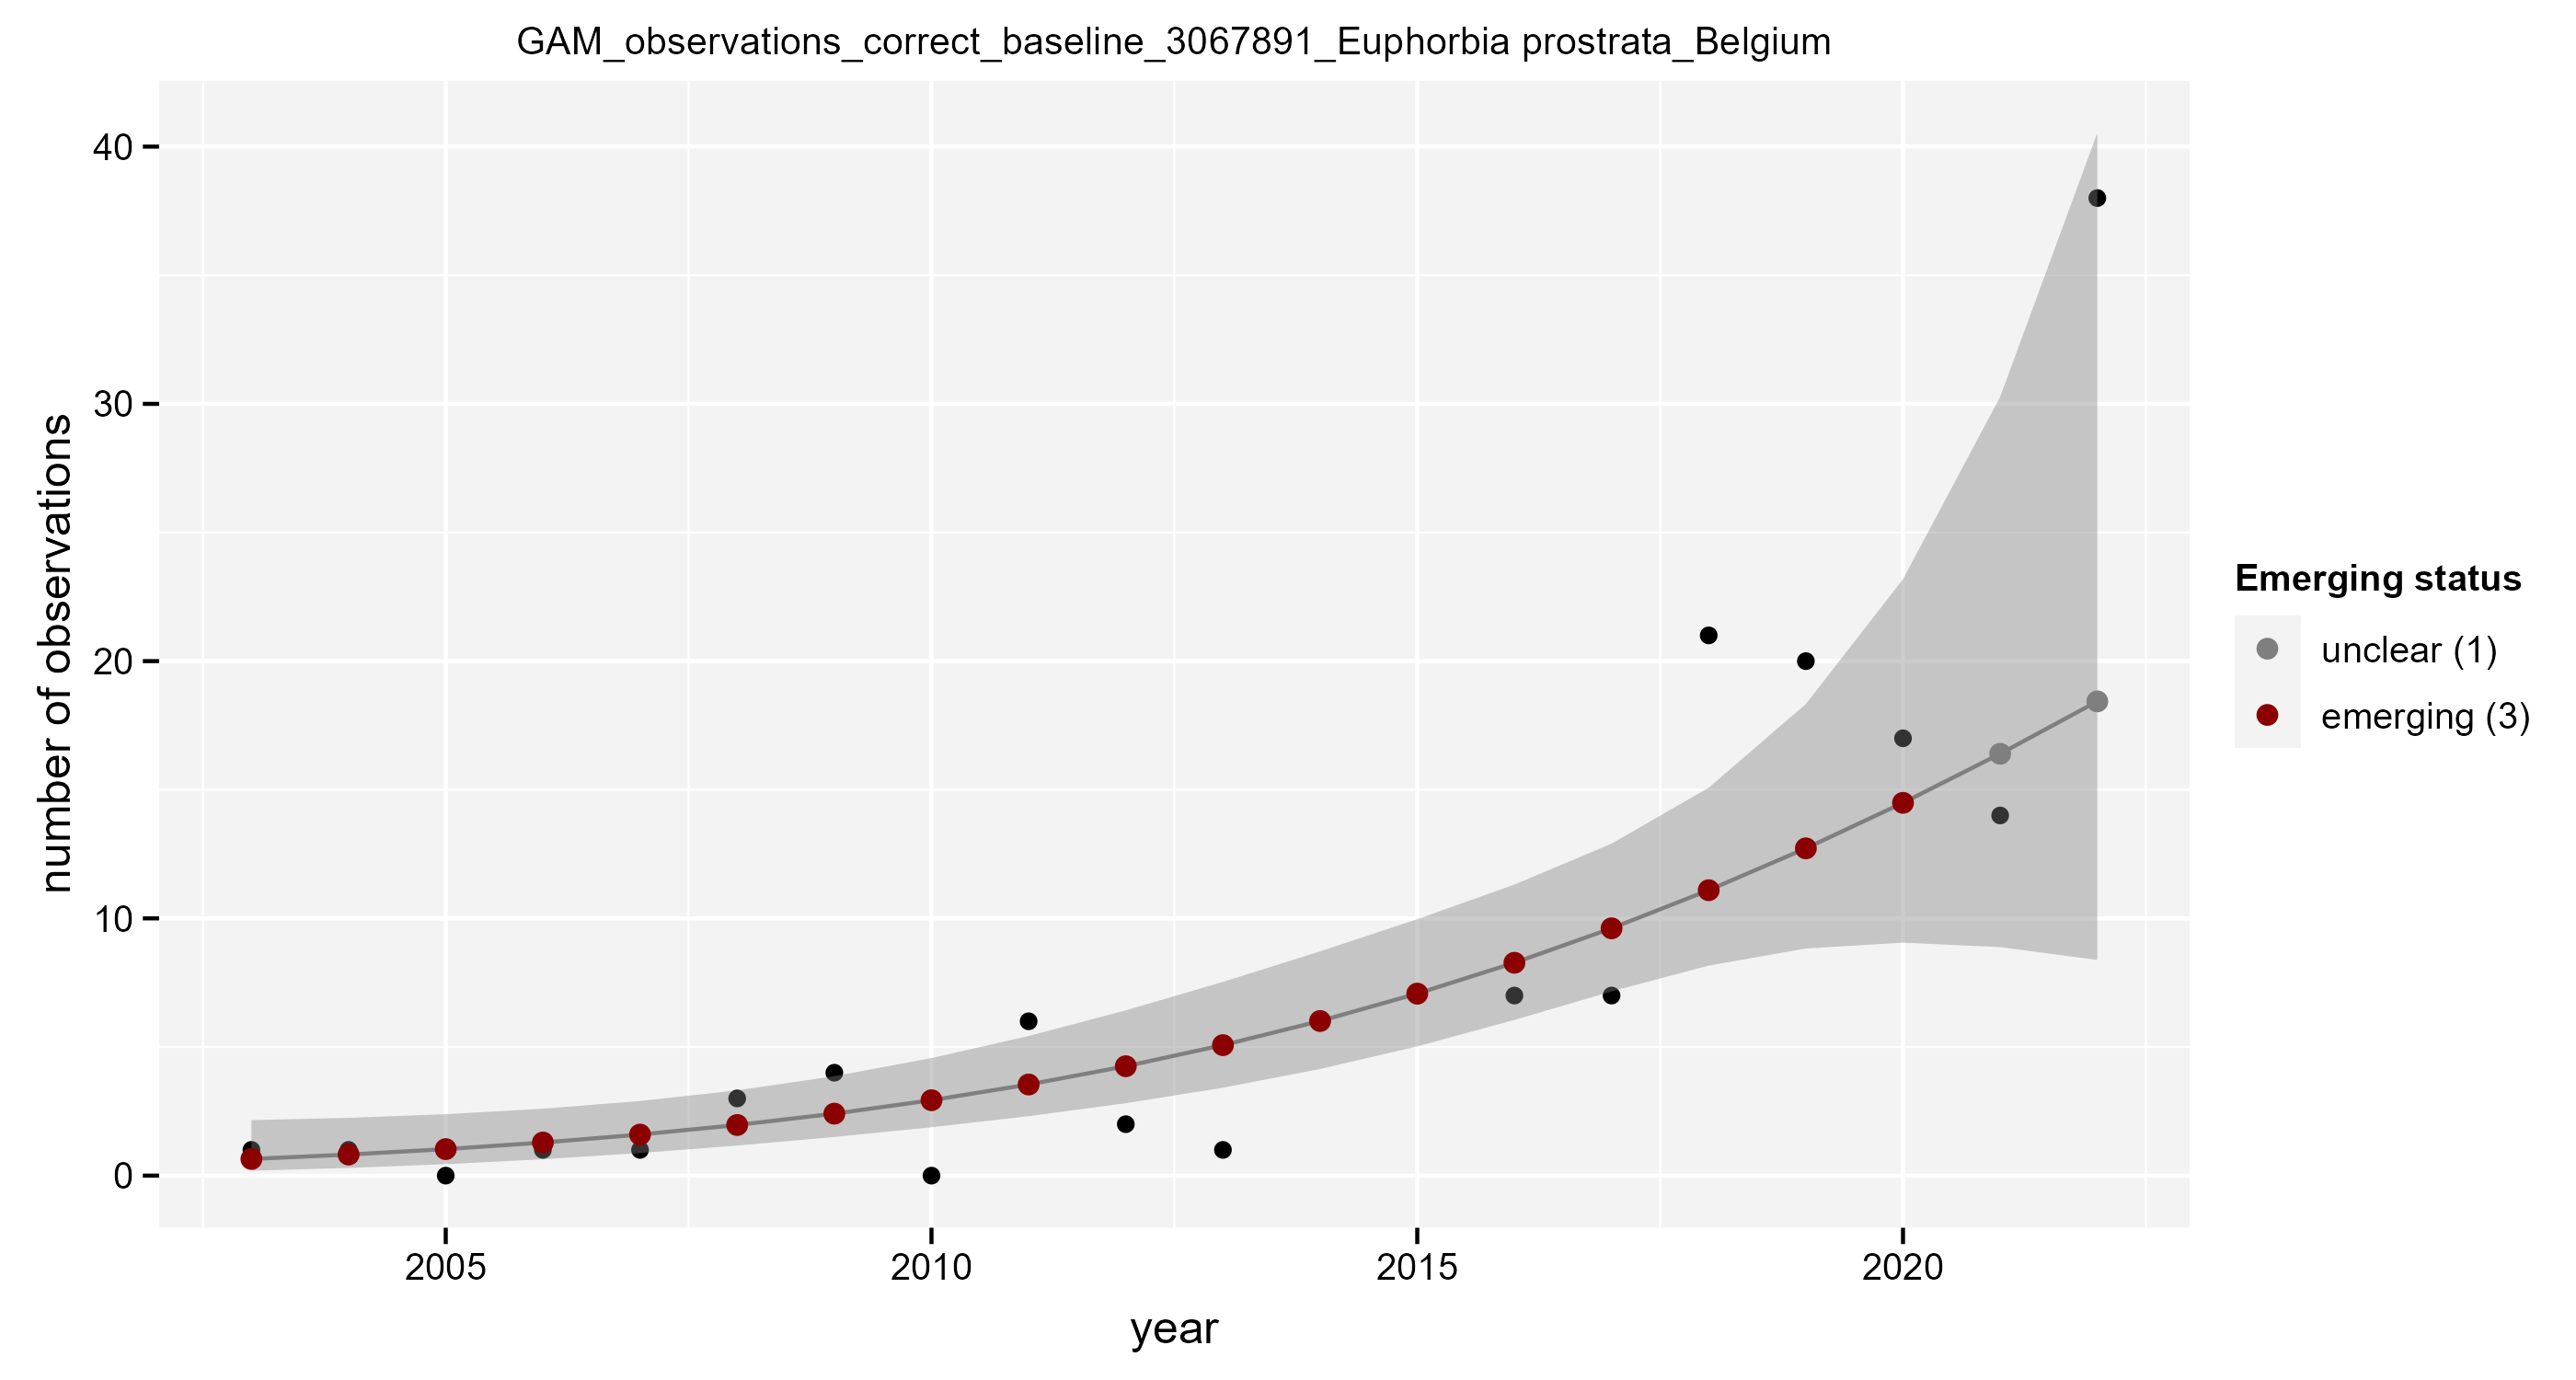 GAM_observations_correct_baseline_3067891_Euphorbia prostrata_Belgium
40
30
20
10
0
number of observations
2005 2010 2015 2020
year
Emerging status
unclear (1)
emerging (3)